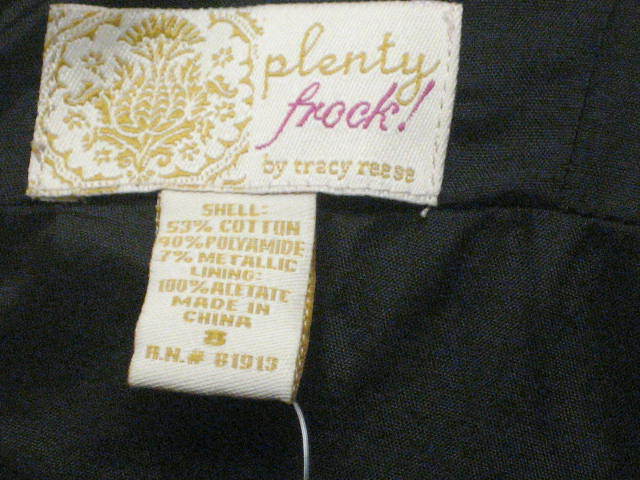 plenty
frock!
by tracy reese
SHELL:
53% COTTON
40% POLYAMIDE
7% METALLIC
LINING:
100% ACETATE
MADE IN
CHINA
8
R.N.# 81913